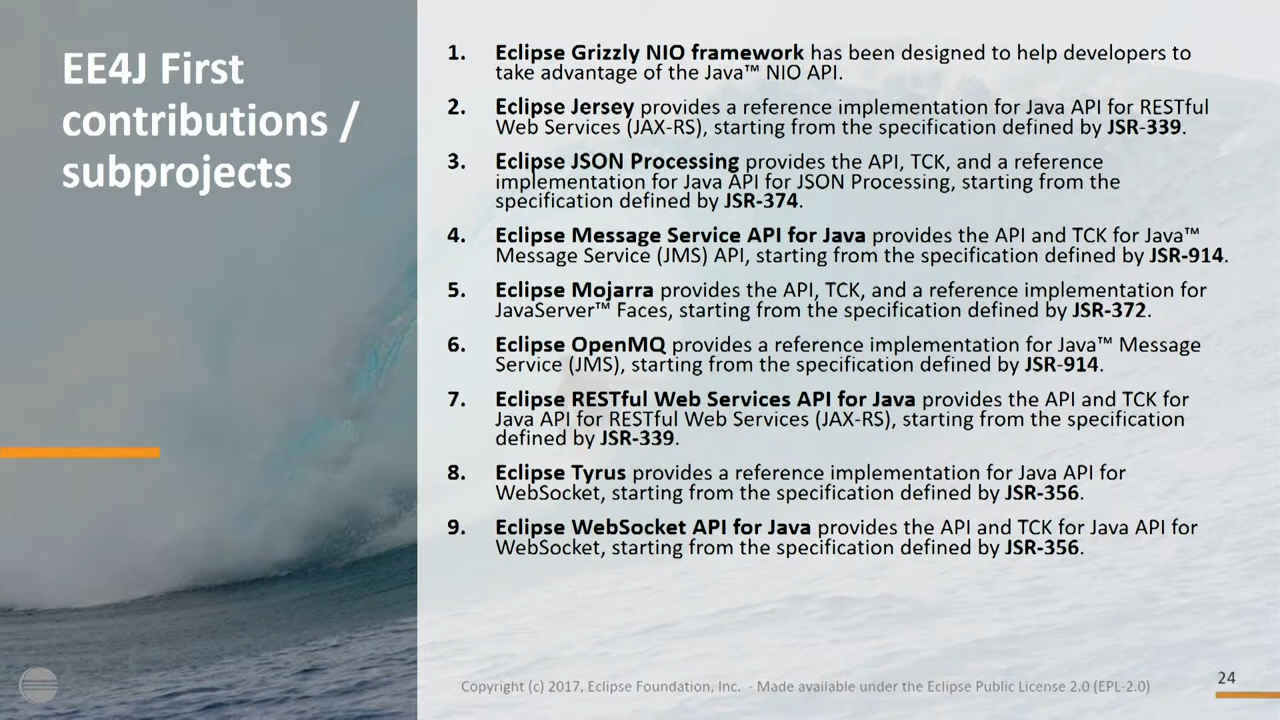 EE4J First
contributions /
subprojects
1. Eclipse Grizzly NIO framework has been designed to help developers to
take advantage of the Java™ NIO API.
2. Eclipse Jersey provides a reference implementation for Java API for RESTful
Web Services (JAX-RS), starting from the specification defined by JSR-339.
3. Eclipse JSON Processing provides the API, TCK, and a reference
implementation for Java API for JSON Processing, starting from the
specification defined by JSR-374.
4. Eclipse Message Service API for Java provides the API and TCK for Java™
Message Service (JMS) API, starting from the specification defined by JSR-914.
5. Eclipse Mojarra provides the API, TCK, and a reference implementation for
JavaServer™ Faces, starting from the specification defined by JSR-372.
6. Eclipse OpenMQ provides a reference implementation for Java™ Message
Service (JMS), starting from the specification defined by JSR-914.
7. Eclipse RESTful Web Services API for Java provides the API and TCK for
Java API for RESTful Web Services (JAX-RS), starting from the specification
defined by JSR-339.
8. Eclipse Tyrus provides a reference implementation for Java API for
WebSocket, starting from the specification defined by JSR-356.
9. Eclipse WebSocket API for Java provides the API and TCK for Java API for
WebSocket, starting from the specification defined by JSR-356.
Copyright (c) 2017, Eclipse Foundation, Inc. - Made available under the Eclipse Public License 2.0 (EPL-2.0)
24